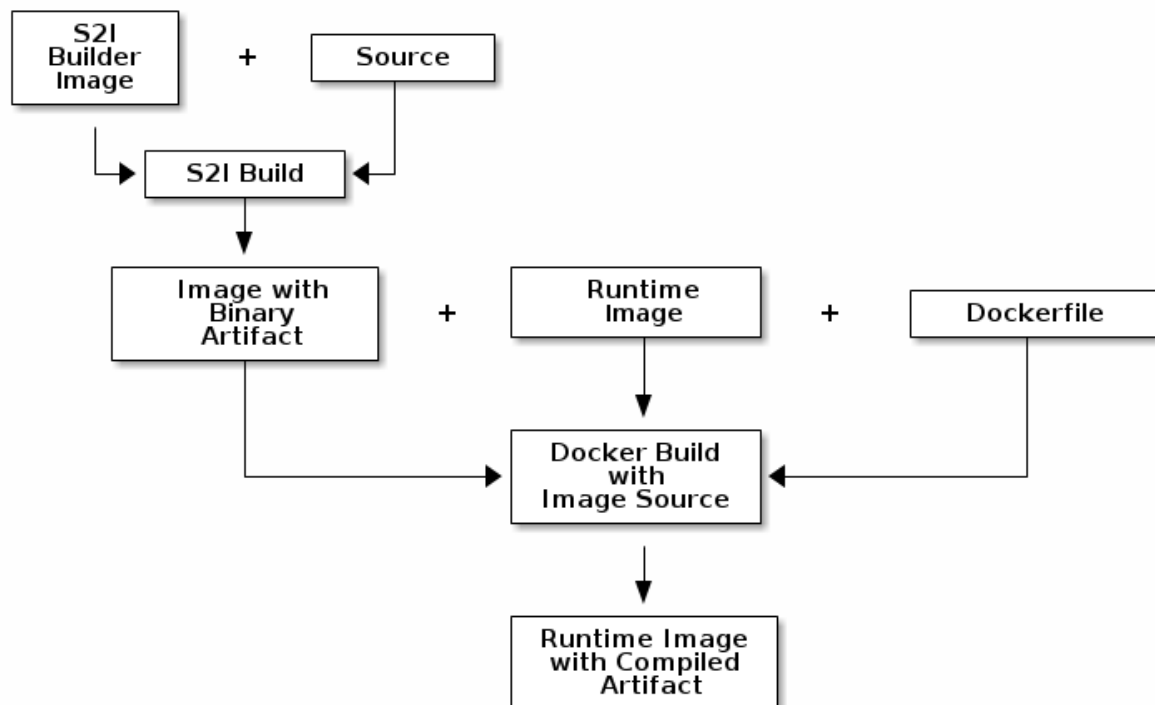 S2I
Builder
Image
+
Source
S2I Build
Image with
Binary
Artifact
+
Runtime
Image
+
Dockerfile
Docker Build
with
Image Source
Runtime Image
with Compiled
Artifact